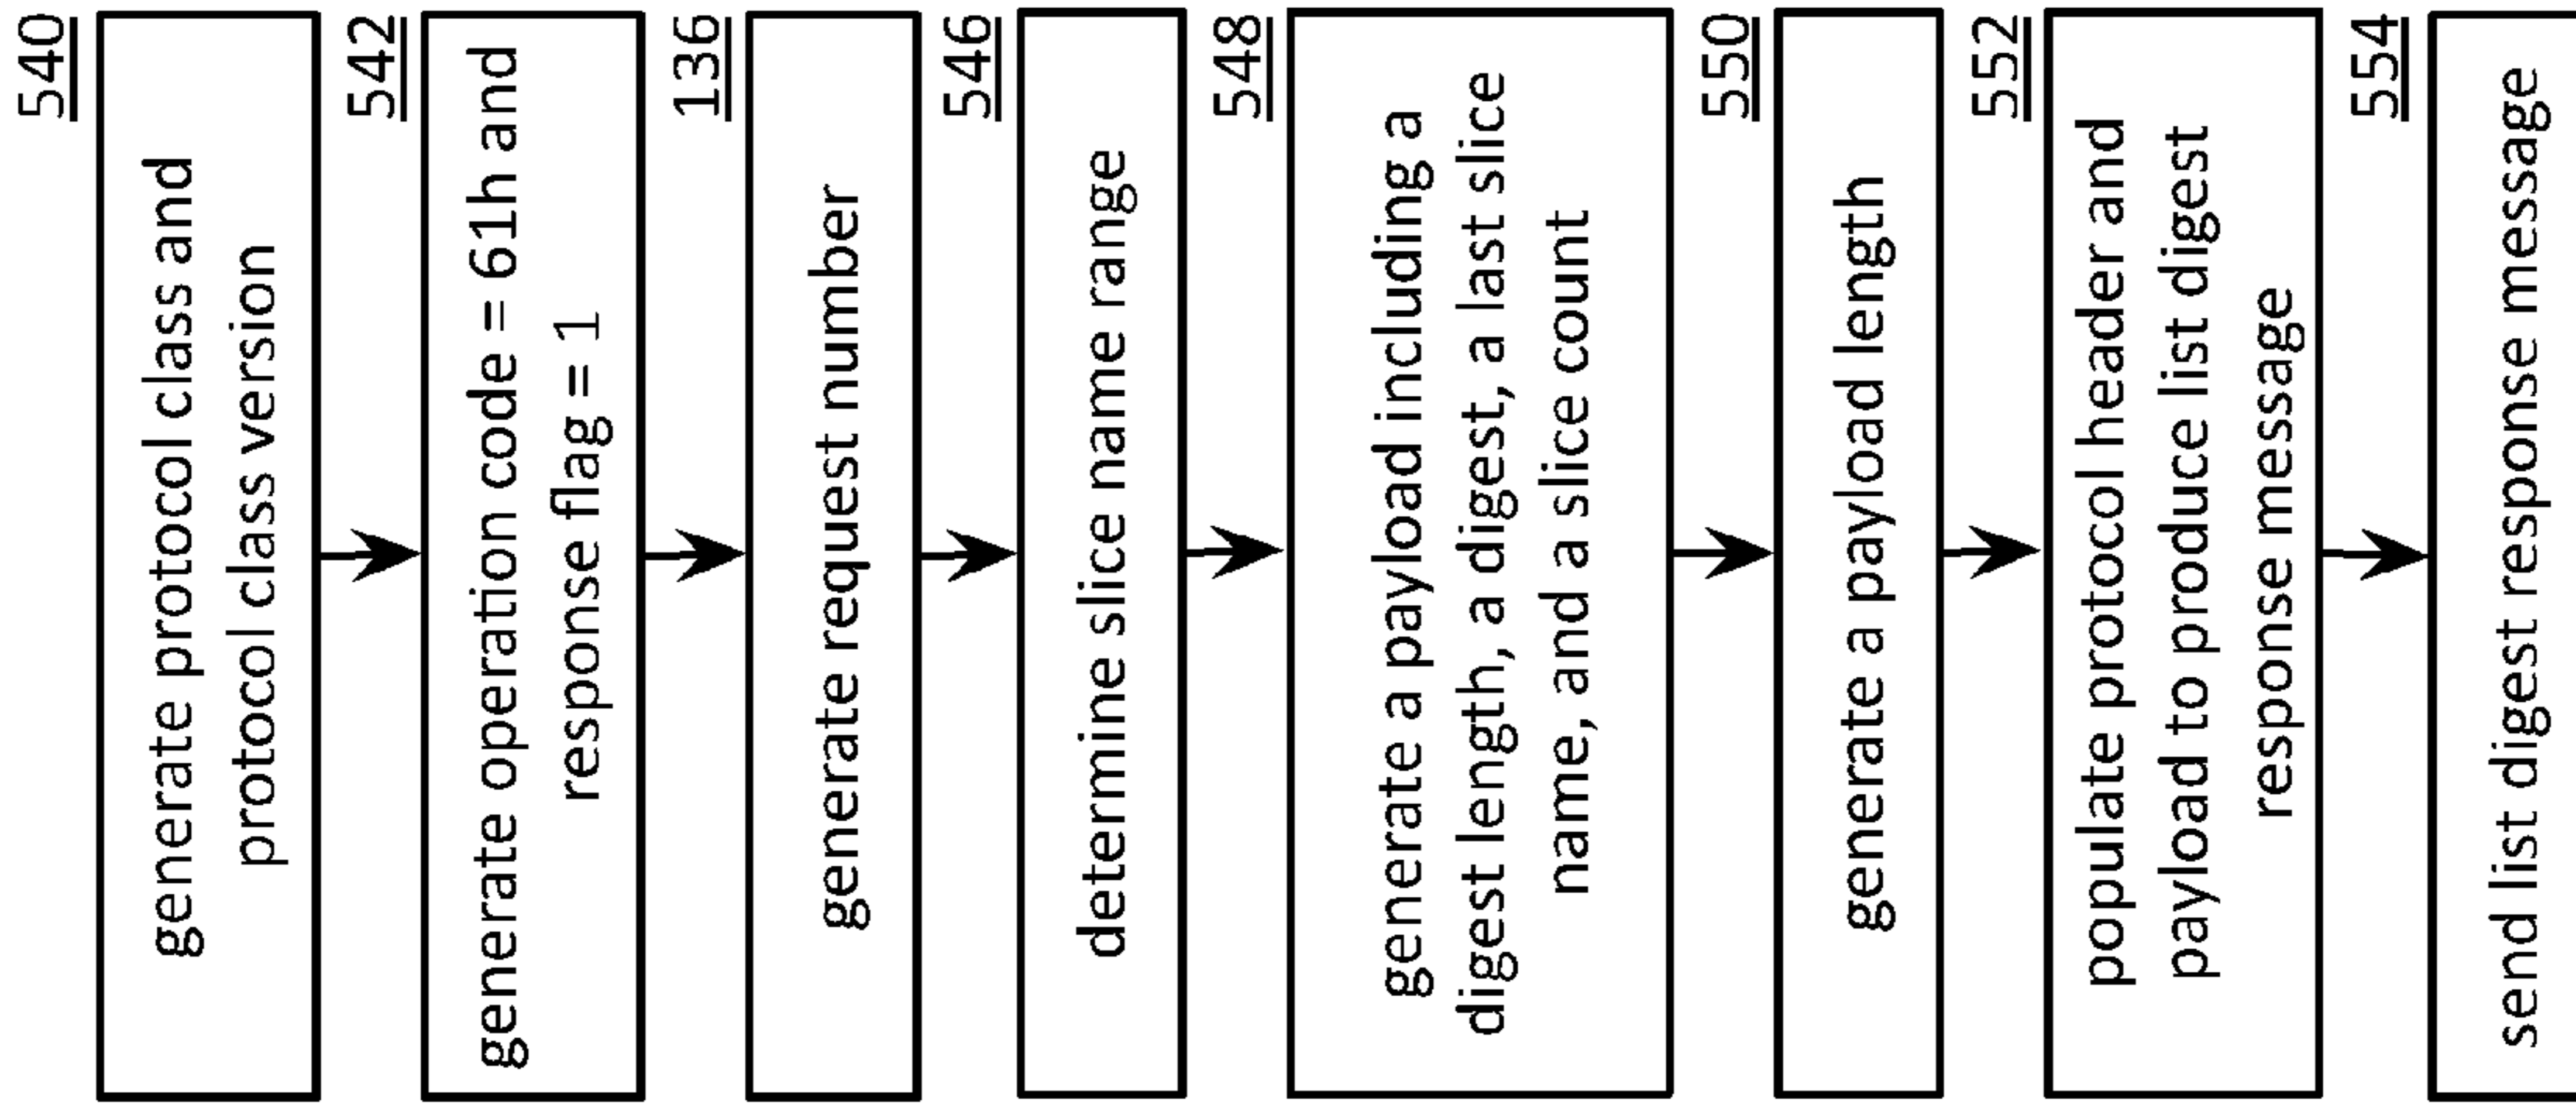 540
generate protocol class and
protocol class version
542
generate operation code = 61h and
response flag = 1
136
generate request number
546
determine slice name range
548
generate a payload including a
digest length, a digest, a last slice
name, and a slice count
550
generate a payload length
552
populate protocol header and
payload to produce list digest
response message
554
send list digest response message